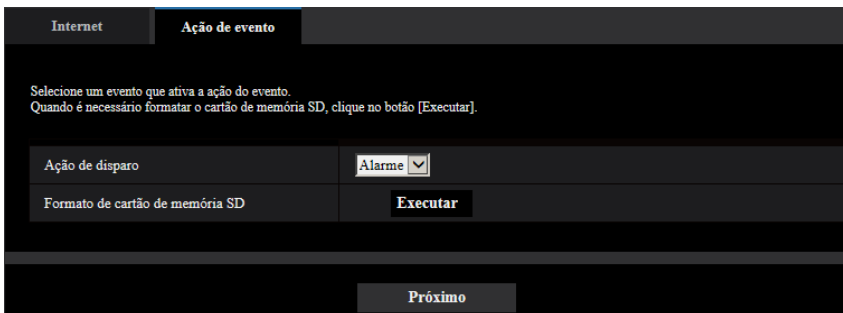 Internet
Ação de evento
Selecione um evento que ativa a ação do evento.
Quando é necessário formatar o cartão de memória SD, clique no botão [Executar].
Ação de disparo
Alarme
Formato de cartão de memória SD
Executar
Próximo